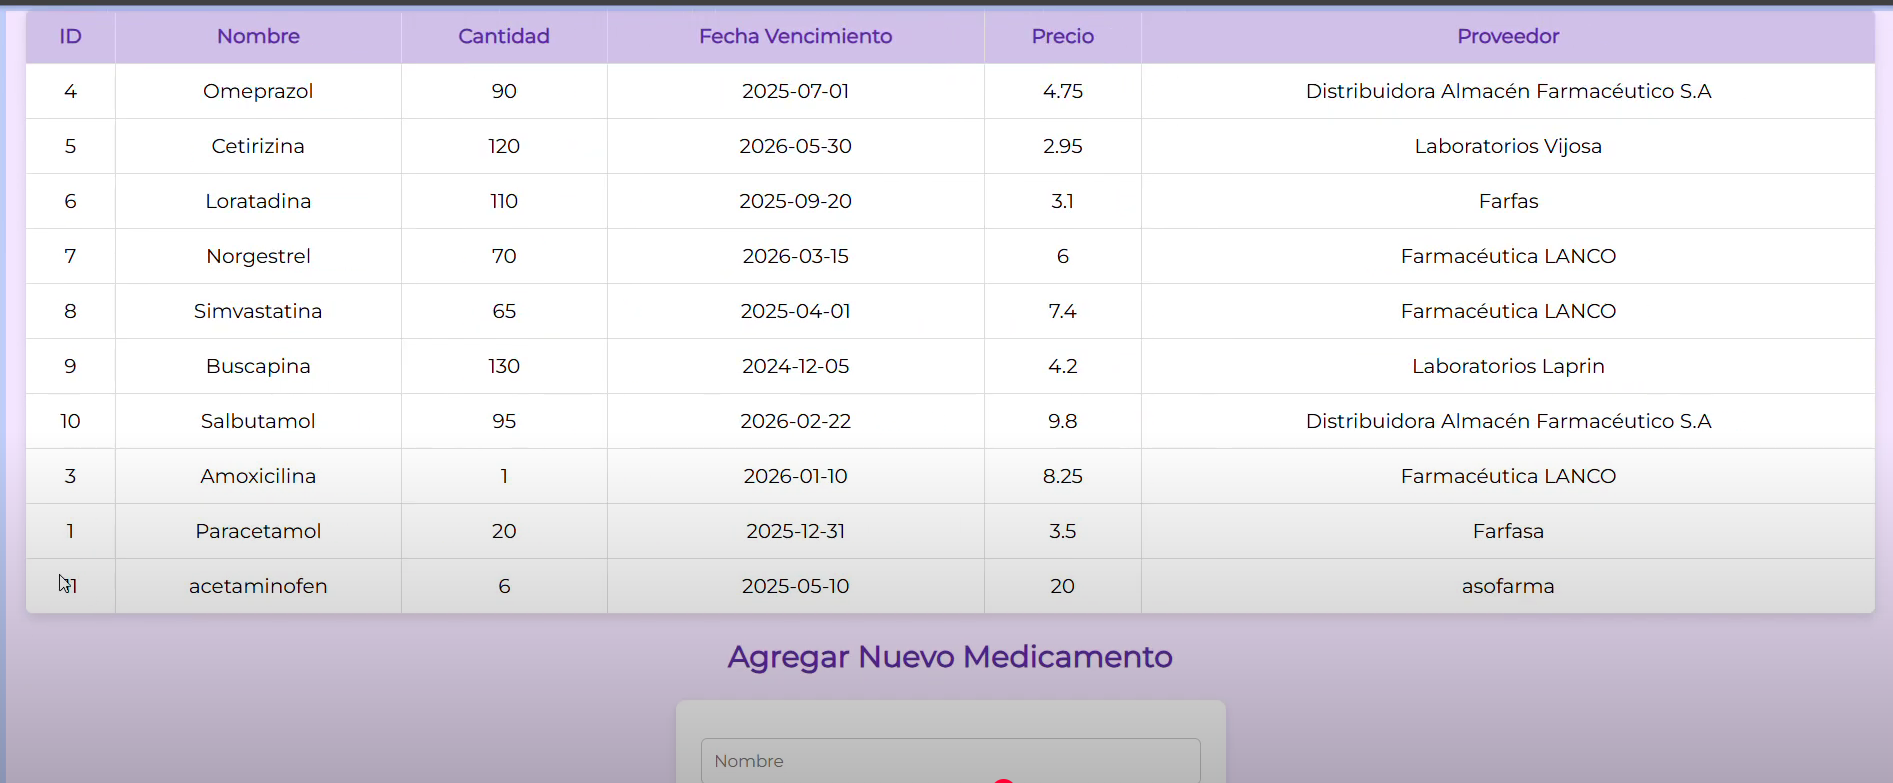 ID Nombre Cantidad Fecha Vencimiento Precio Proveedor
4 Omeprazol 90 2025-07-01 4.75 Distribuidora Almacén Farmacéutico S.A
5 Cetirizina 120 2026-05-30 2.95 Laboratorios Vijosa
6 Loratadina 110 2025-09-20 3.1 Farfas
7 Norgestrel 70 2026-03-15 6 Farmacéutica LANCO
8 Simvastatina 65 2025-04-01 7.4 Farmacéutica LANCO
9 Buscapina 130 2024-12-05 4.2 Laboratorios Laprin
10 Salbutamol 95 2026-02-22 9.8 Distribuidora Almacén Farmacéutico S.A
3 Amoxicilina 1 2026-01-10 8.25 Farmacéutica LANCO
1 Paracetamol 20 2025-12-31 3.5 Farfasa
acetaminofen 6 2025-05-10 20 asofarma
Agregar Nuevo Medicamento
Nombre